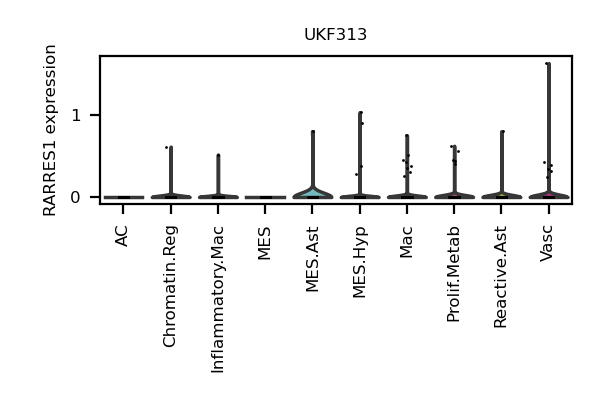 UKF313
RARRES1 expression
1
0
AC
Chromatin.Reg
Inflammatory.Mac
MES
MES.Ast
MES.Hyp
Mac
Prolif.Metab
Reactive.Ast
Vasc